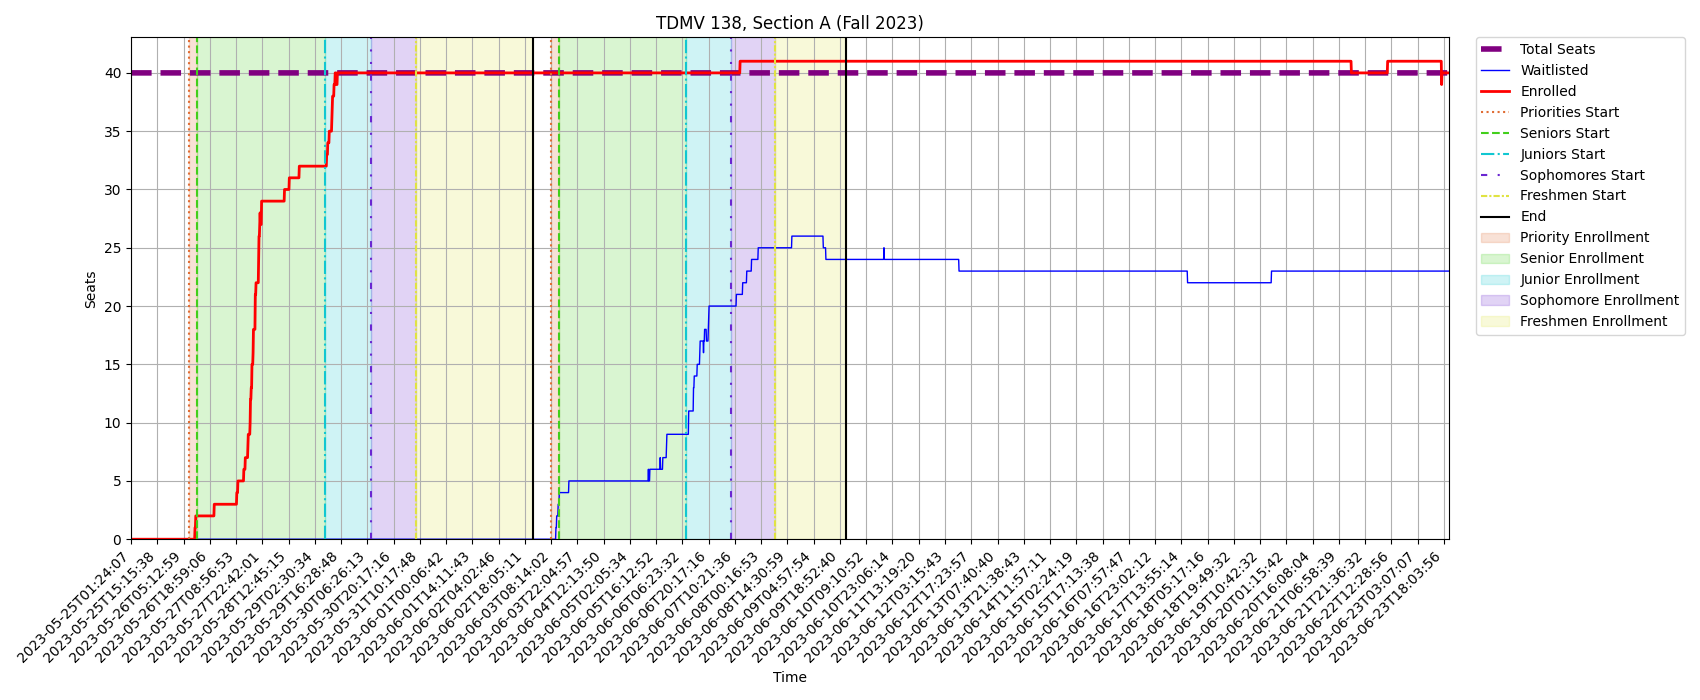 TDMV 138, Section A (Fall 2023)
Seats
40
35
30
25
20
15
10
5
0
2023-05-25T01:24:07
2023-05-25T15:15:38
2023-05-26T05:12:59
2023-05-26T18:59:06
2023-05-27T08:56:53
2023-05-27T22:42:01
2023-05-28T12:45:15
2023-05-29T02:30:34
2023-05-29T16:28:48
2023-05-30T06:26:13
2023-05-30T20:17:16
2023-05-31T10:17:48
2023-06-01T00:06:42
2023-06-01T14:11:43
2023-06-02T04:02:46
2023-06-02T18:05:11
2023-06-03T08:14:02
2023-06-03T22:04:57
2023-06-04T12:13:50
2023-06-05T02:05:34
2023-06-05T16:12:52
2023-06-06T06:23:32
2023-06-06T20:17:16
2023-06-07T10:21:36
2023-06-08T00:16:53
2023-06-08T14:30:59
2023-06-09T04:57:54
2023-06-09T18:52:40
2023-06-10T09:10:52
2023-06-10T23:06:14
2023-06-11T13:19:20
2023-06-12T03:15:43
2023-06-12T17:23:57
2023-06-13T07:40:40
2023-06-13T21:38:43
2023-06-14T11:57:11
2023-06-15T02:24:19
2023-06-15T17:13:38
2023-06-16T07:57:47
2023-06-16T23:02:12
2023-06-17T13:55:14
2023-06-18T05:17:16
2023-06-18T19:49:32
2023-06-19T10:42:32
2023-06-20T01:15:42
2023-06-20T16:08:04
2023-06-21T06:58:39
2023-06-21T21:36:32
2023-06-22T12:28:56
2023-06-23T03:07:07
2023-06-23T18:03:56
Time
Total Seats
Waitlisted
Enrolled
Priorities Start
Seniors Start
Juniors Start
Sophomores Start
Freshmen Start
End
Priority Enrollment
Senior Enrollment
Junior Enrollment
Sophomore Enrollment
Freshmen Enrollment